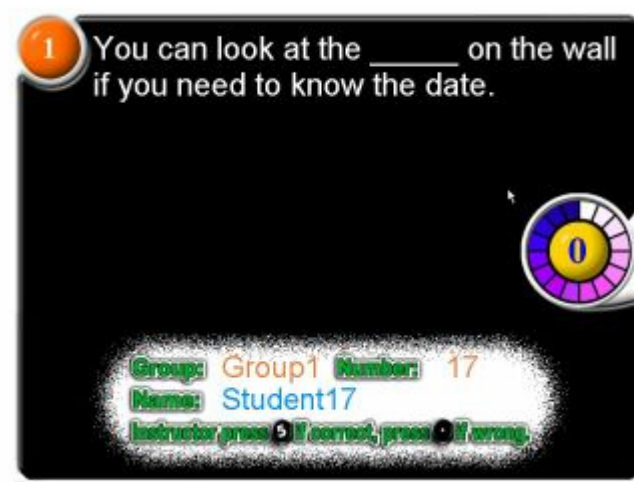 1
You can look at the ______ on the wall
if you need to know the date.
0
Group: Group1 Number: 17
Name: Student17
Instructor press 5 if correct, press * if wrong.